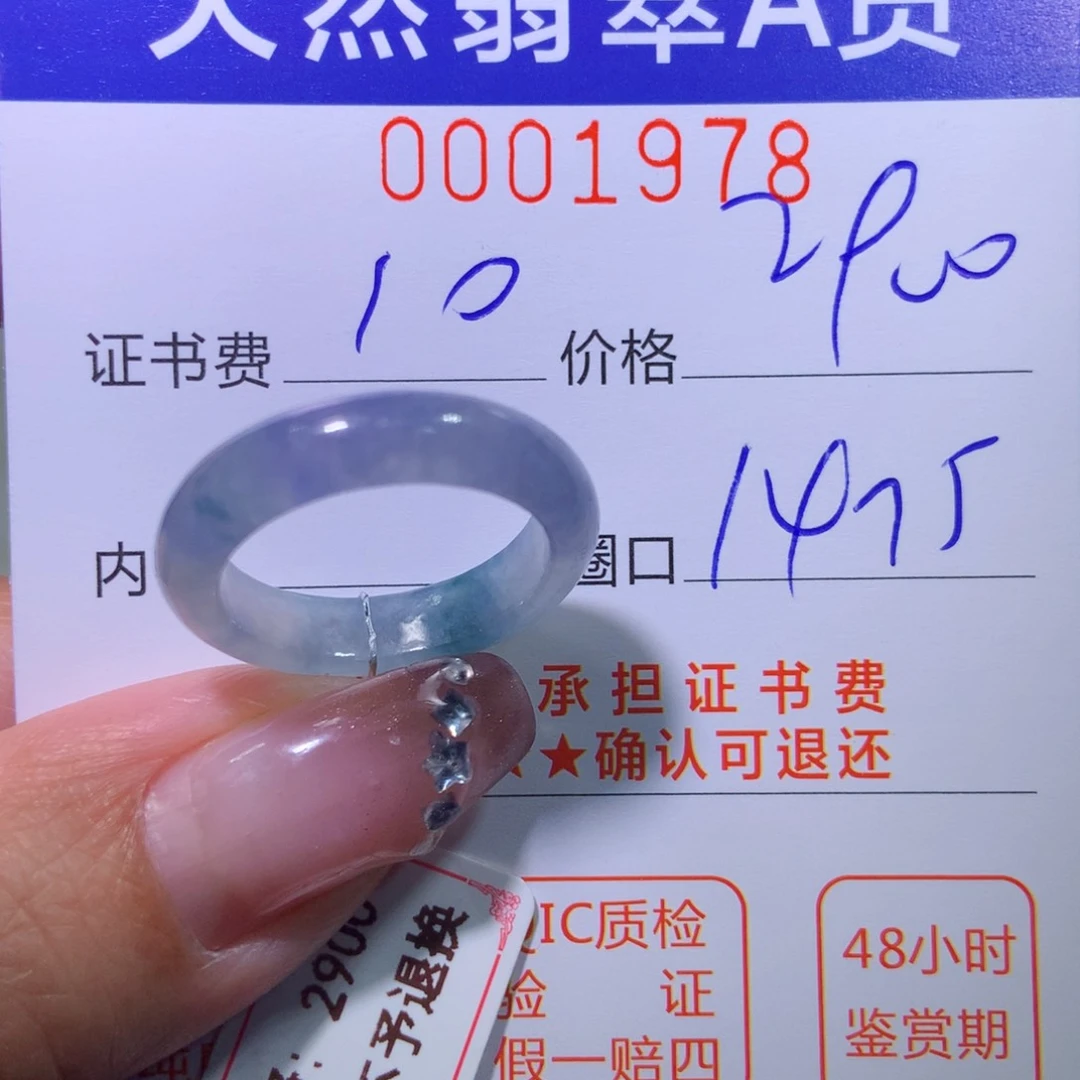 天然翡翠A货
0001978
证书费 10 价格 2900
内 圈口 1475
承担证书费
★确认可退还
QIC质检 48小时
验 证 鉴赏期
假一赔四
2900
不予退换